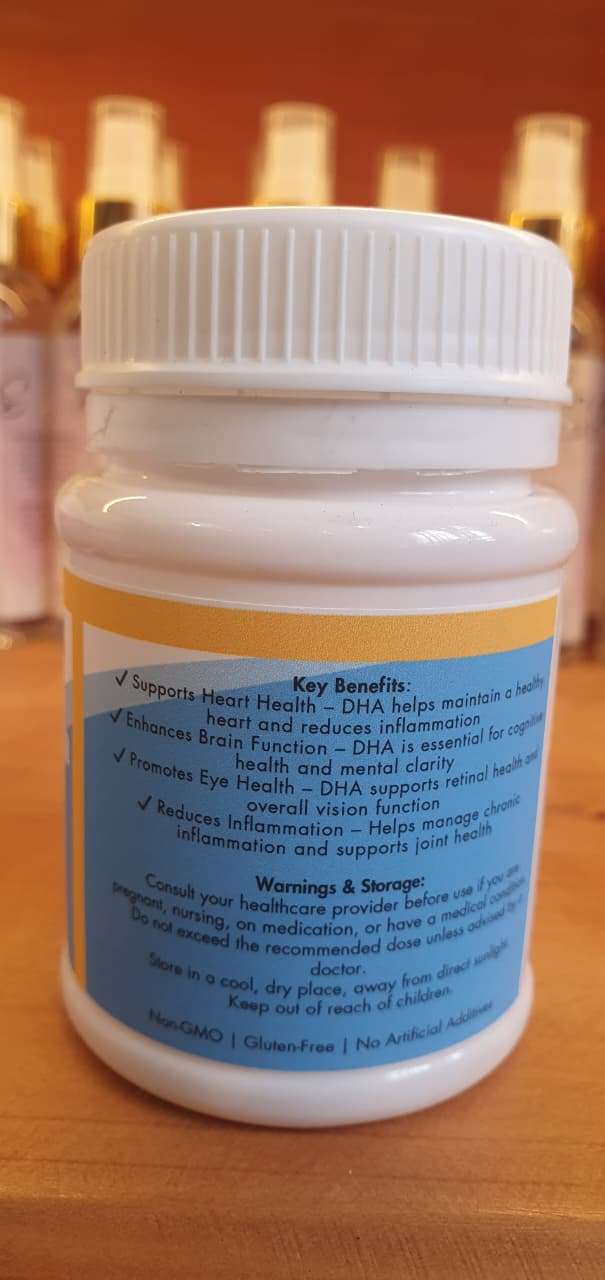 Key Benefits:
✓ Supports Heart Health – DHA helps maintain a healthy
heart and reduces inflammation
✓ Enhances Brain Function – DHA is essential for cognitive
health and mental clarity
✓ Promotes Eye Health – DHA supports retinal health and
overall vision function
✓ Reduces Inflammation – Helps manage chronic
inflammation and supports joint health
Warnings & Storage:
Consult your healthcare provider before use if you are
pregnant, nursing, on medication, or have a medical condition.
Do not exceed the recommended dose unless advised by a
doctor.
Store in a cool, dry place, away from direct sunlight.
Keep out of reach of children.
Non-GMO | Gluten-Free | No Artificial Additives